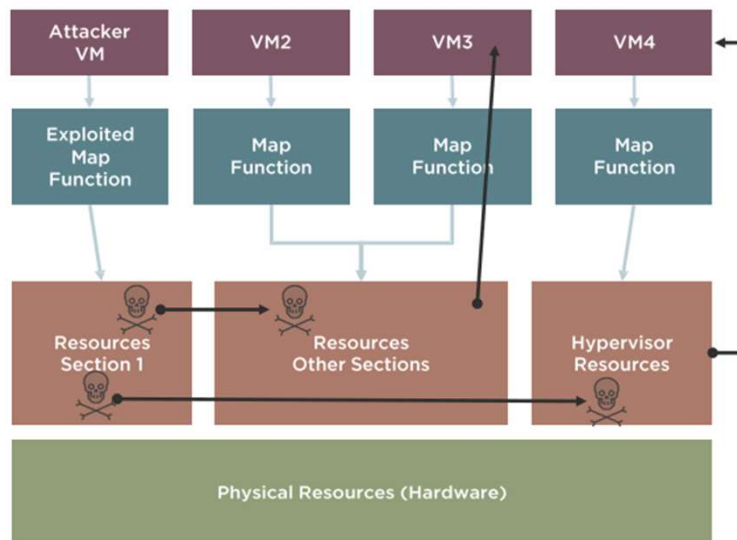 Attacker
VM
VM2
VM3
VM4
Exploited
Map
Function
Map
Function
Map
Function
Map
Function
Resources
Section 1
Resources
Other Sections
Hypervisor
Resources
Physical Resources (Hardware)